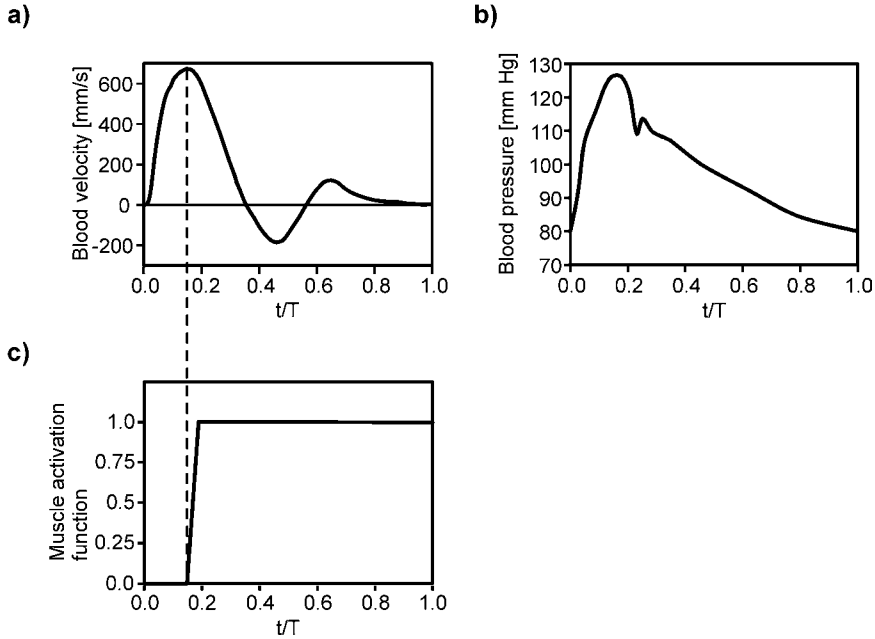 a)
Blood velocity [mm/s]
600
400
200
0
-200
0.0 0.2 0.4 0.6 0.8 1.0
t/T
b)
Blood pressure [mm Hg]
130
120
110
100
90
80
70
0.0 0.2 0.4 0.6 0.8 1.0
t/T
c)
Muscle activation
function
1.0
0.75
0.5
0.25
0.0
0.0 0.2 0.4 0.6 0.8 1.0
t/T